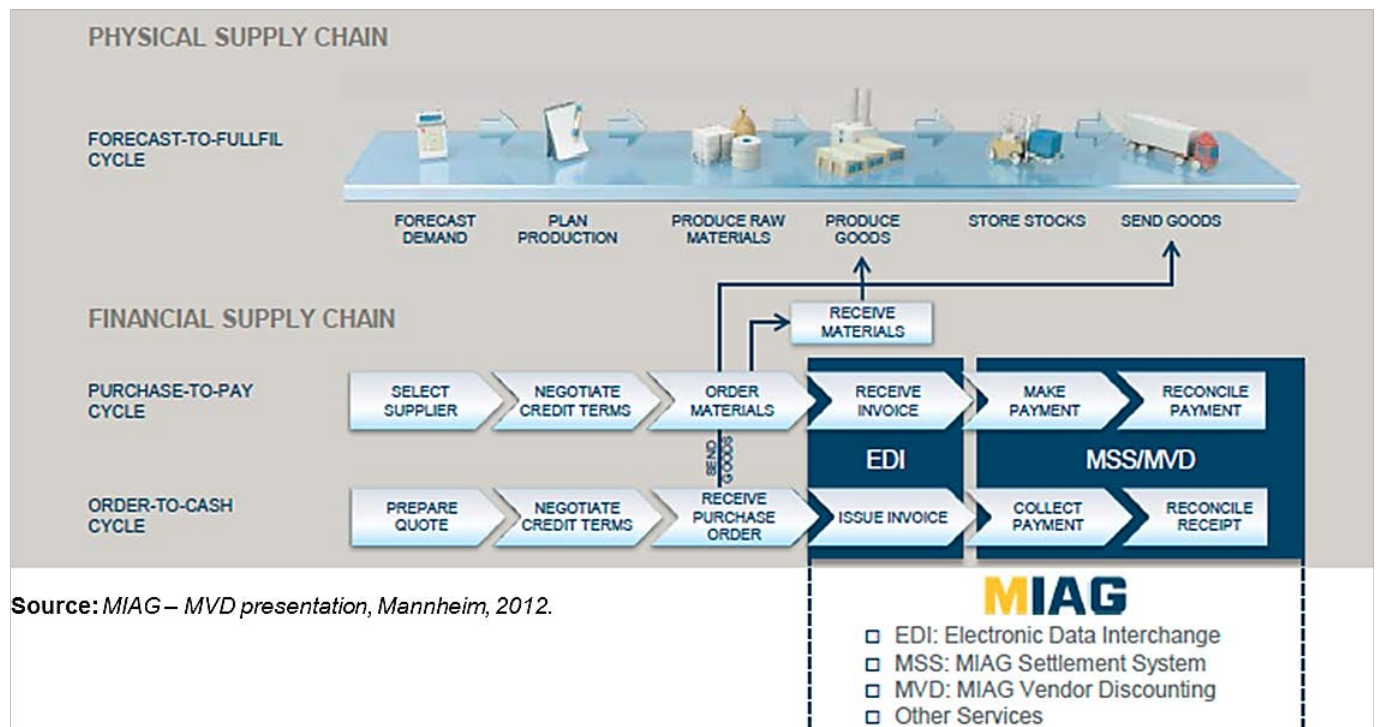 PHYSICAL SUPPLY CHAIN
FORECAST-TO-FULLFIL
CYCLE
FORECAST
DEMAND
PLAN
PRODUCTION
PRODUCE RAW
MATERIALS
PRODUCE
GOODS
STORE STOCKS
SEND GOODS
FINANCIAL SUPPLY CHAIN
RECEIVE
MATERIALS
PURCHASE-TO-PAY
CYCLE
SELECT
SUPPLIER
NEGOTIATE
CREDIT TERMS
ORDER
MATERIALS
RECEIVE
INVOICE
MAKE
PAYMENT
RECONCILE
PAYMENT
SEND
GOODS
EDI
MSS/MVD
ORDER-TO-CASH
CYCLE
PREPARE
QUOTE
NEGOTIATE
CREDIT TERMS
RECEIVE
PURCHASE
ORDER
ISSUE INVOICE
COLLECT
PAYMENT
RECONCILE
RECEIPT
MIAG
Source: MIAG – MVD presentation, Mannheim, 2012.
EDI: Electronic Data Interchange
MSS: MIAG Settlement System
MVD: MIAG Vendor Discounting
Other Services